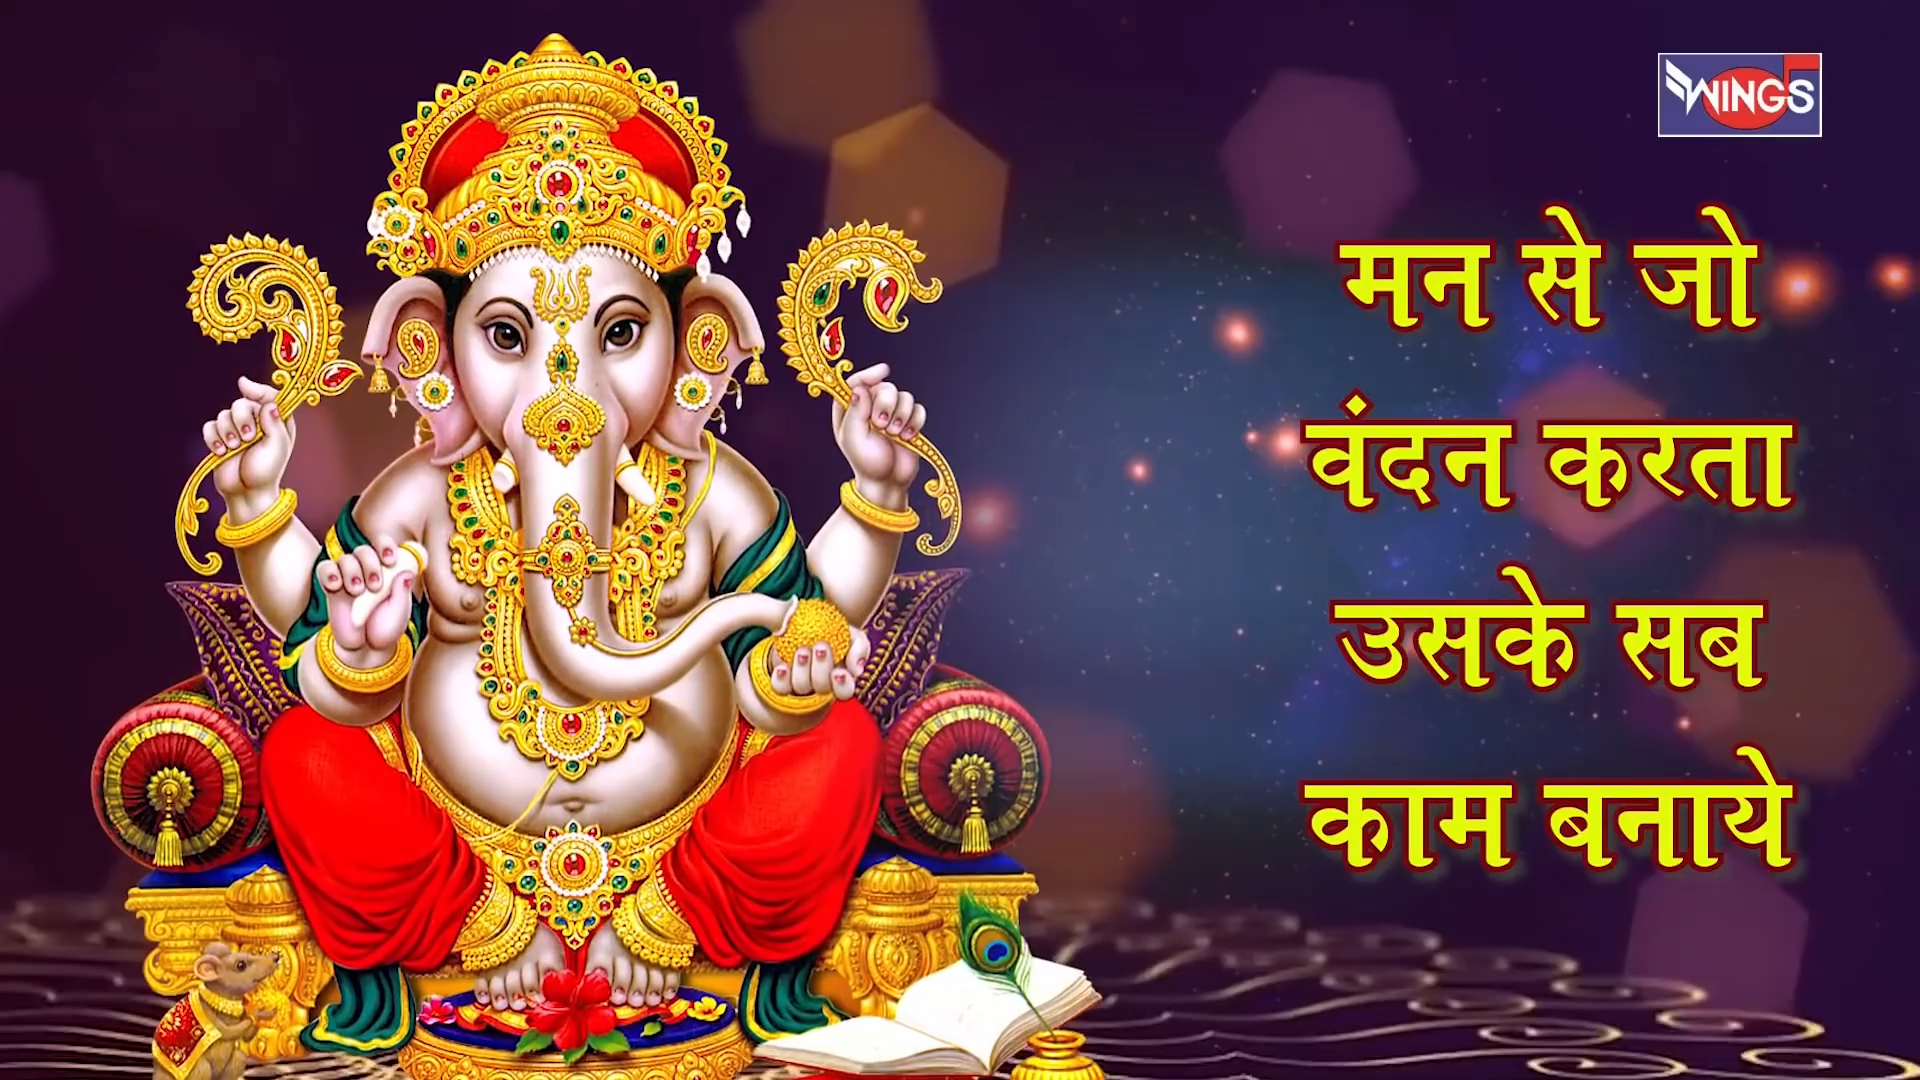 WINGS
मन से जो
वंदन करता
उसके सब
काम बनाये